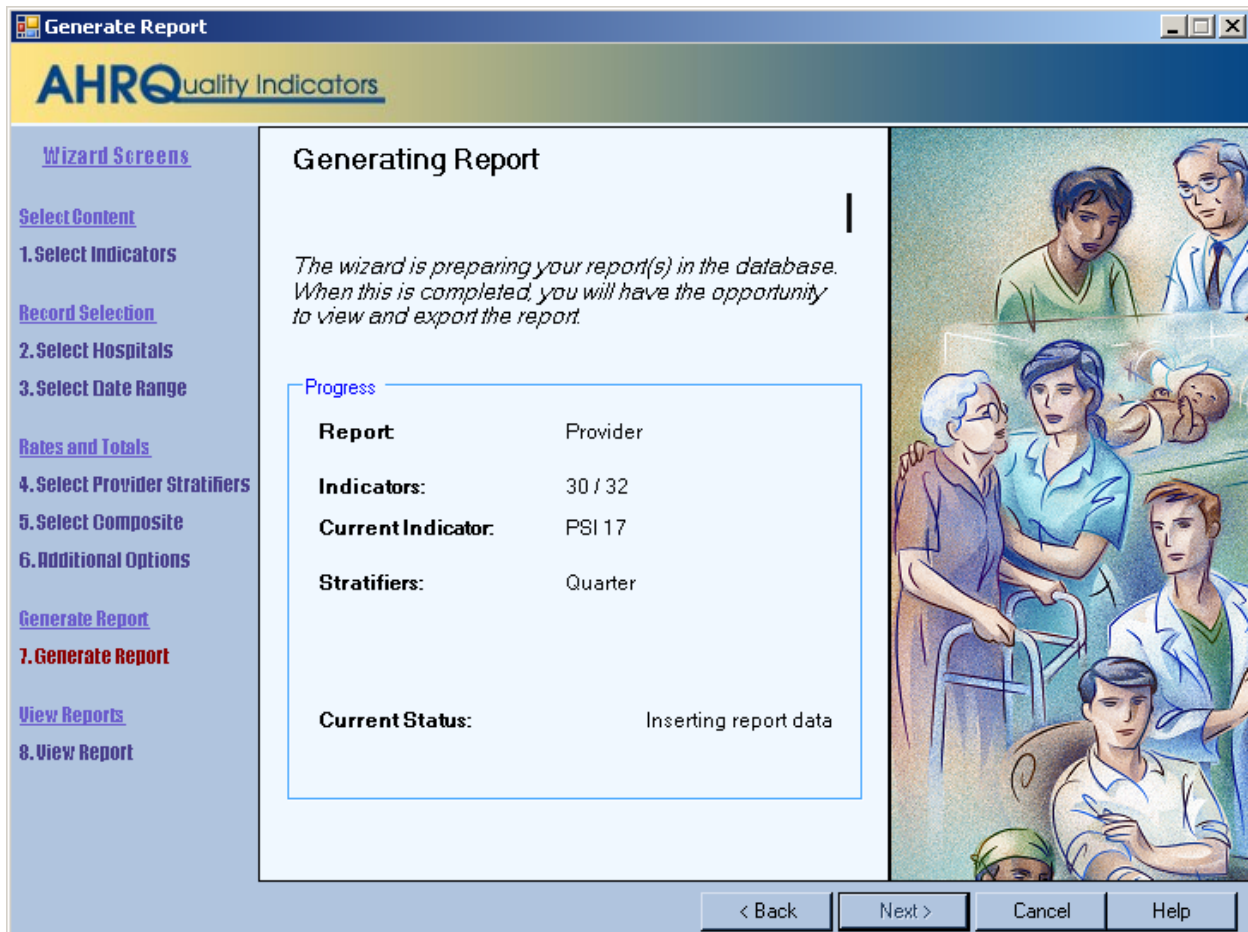 Generate Report
AHRQuality Indicators
Wizard Screens
Select Content
1. Select Indicators
Record Selection
2. Select Hospitals
3. Select Date Range
Rates and Totals
4. Select Provider Stratifiers
5. Select Composite
6. Additional Options
Generate Report
7. Generate Report
View Reports
8. View Report
Generating Report
The wizard is preparing your report(s) in the database.
When this is completed, you will have the opportunity
to view and export the report.
Progress
Report: Provider
Indicators: 30 / 32
Current Indicator: PSI 17
Stratifiers: Quarter
Current Status: Inserting report data
< Back Next > Cancel Help